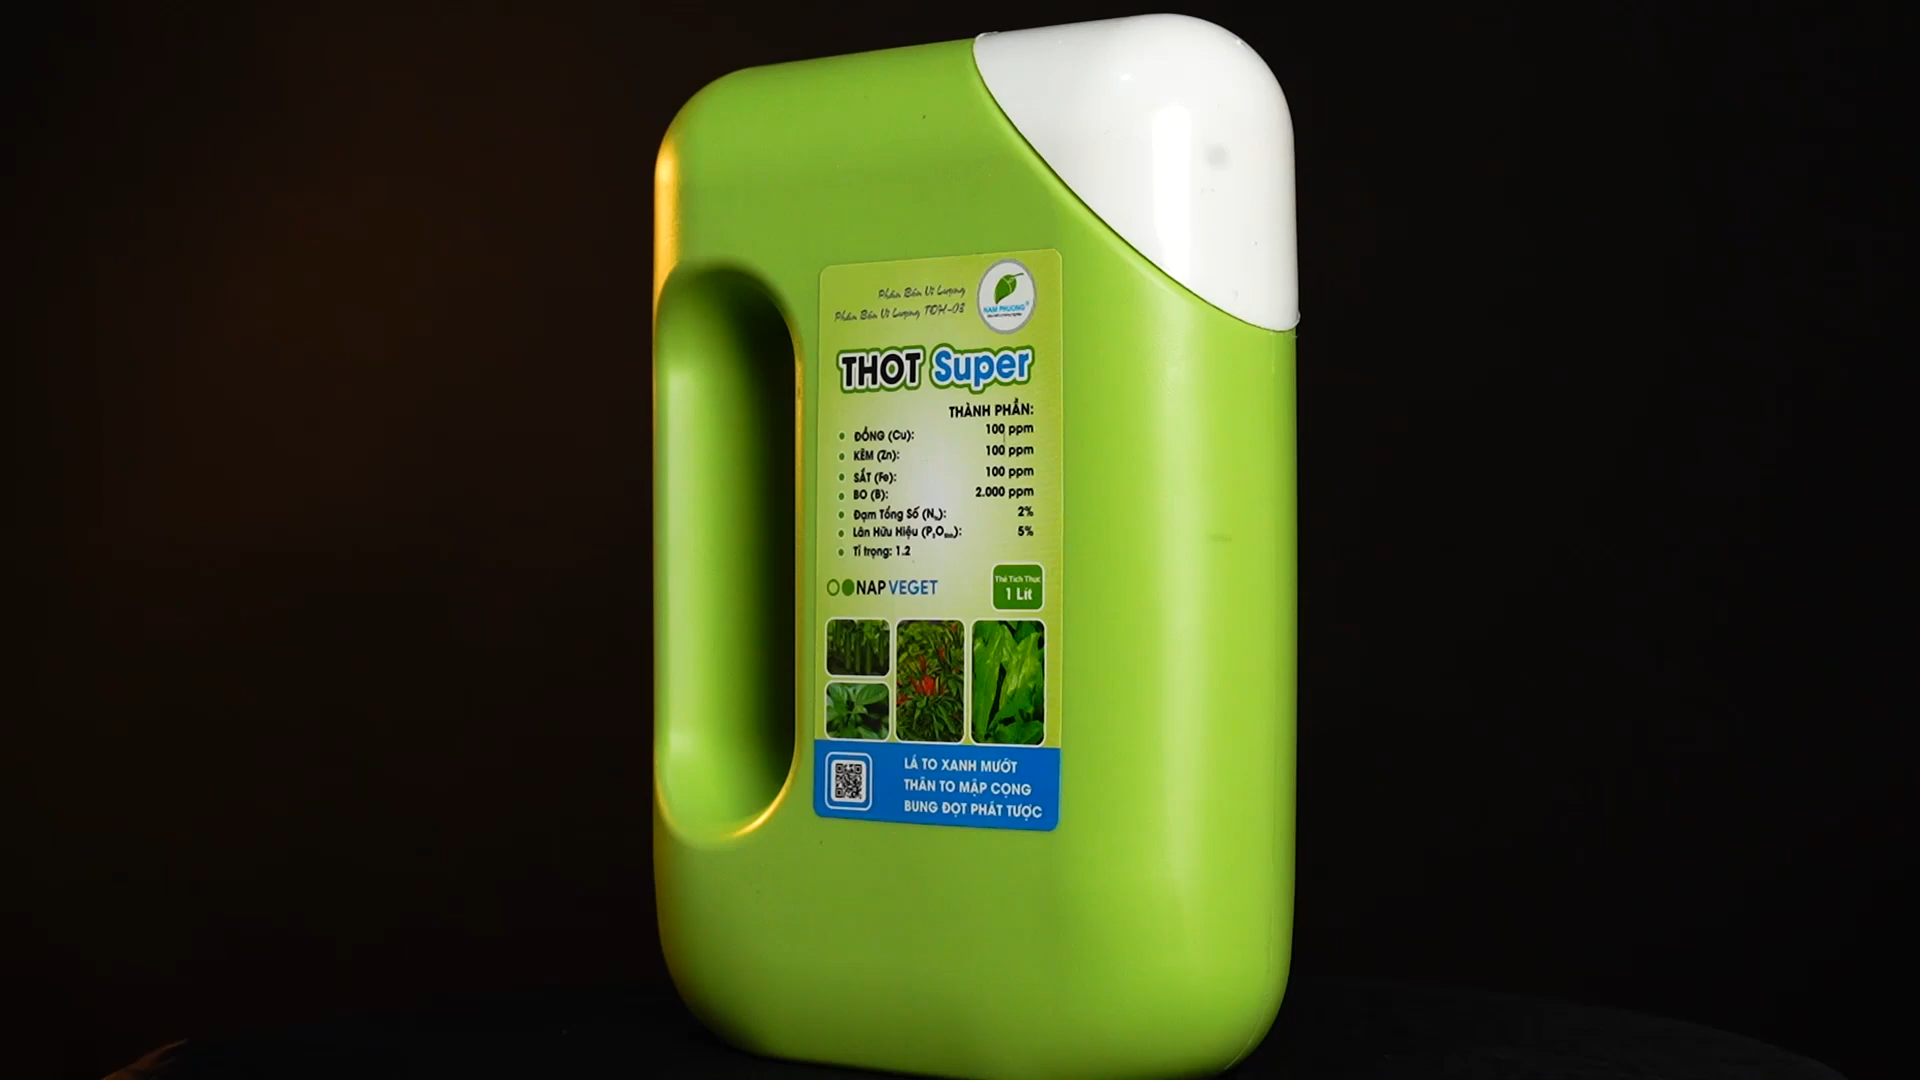 Phân Bón Vi Lượng
Phân Bón Vi Lượng TOH-03
NAM PHUONG®
THOT Super
THÀNH PHẦN:
ĐỒNG (Cu): 100 ppm
KẼM (Zn): 100 ppm
SẮT (Fe): 100 ppm
BO (B): 2.000 ppm
Đạm Tổng Số (Nts): 2%
Lân Hữu Hiệu (P2O5hh): 5%
Tỉ trọng: 1.2
NAP VEGET
Thể Tích Thực
1 Lít
LÁ TO XANH MƯỚT
THÂN TO MẬP CỌNG
BUNG ĐỌT PHÁT TƯỢC